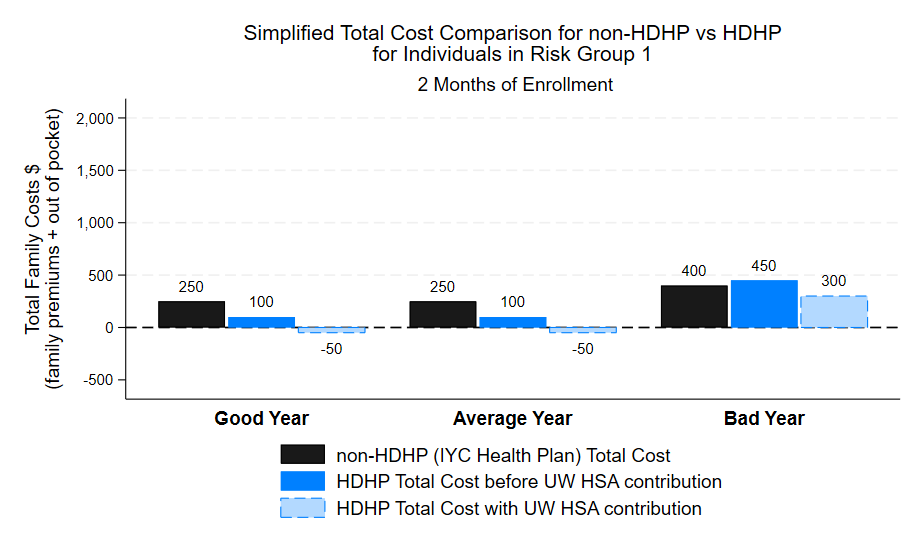 Simplified Total Cost Comparison for non-HDHP vs HDHP
for Individuals in Risk Group 1
2 Months of Enrollment
Total Family Costs $
(family premiums + out of pocket)
2,000
1,500
1,000
500
0
-500
250
100
-50
250
100
-50
400
450
300
Good Year
Average Year
Bad Year
non-HDHP (IYC Health Plan) Total Cost
HDHP Total Cost before UW HSA contribution
HDHP Total Cost with UW HSA contribution